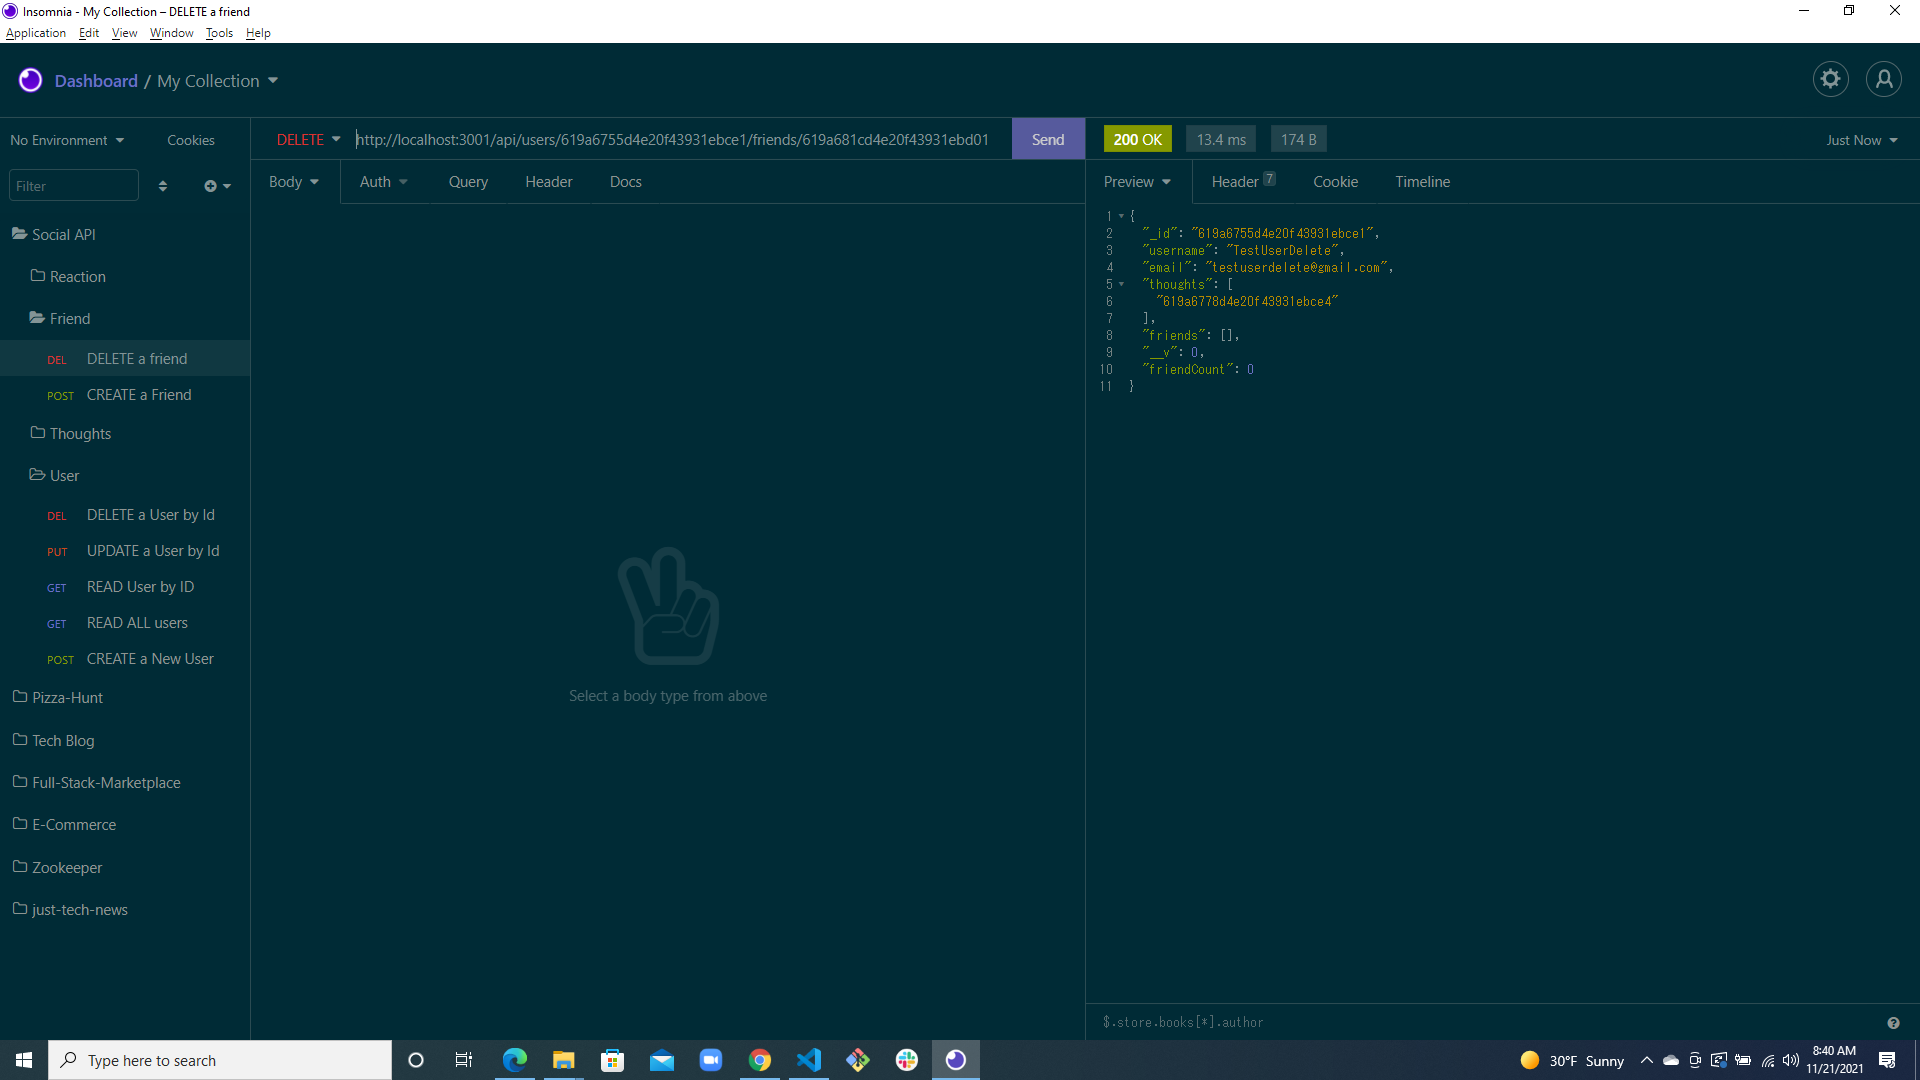 Insomnia - My Collection – DELETE a friend
Application Edit View Window Tools Help
Dashboard / My Collection
No Environment Cookies
Filter
Social API
Reaction
Friend
DEL DELETE a friend
POST CREATE a Friend
Thoughts
User
DEL DELETE a User by Id
PUT UPDATE a User by Id
GET READ User by ID
GET READ ALL users
POST CREATE a New User
Pizza-Hunt
Tech Blog
Full-Stack-Marketplace
E-Commerce
Zookeeper
just-tech-news
DELETE http://localhost:3001/api/users/619a6755d4e20f43931ebce1/friends/619a681cd4e20f43931ebd01 Send
Body Auth Query Header Docs
Select a body type from above
200 OK 13.4 ms 174 B Just Now
Preview Header 7 Cookie Timeline
1 {
2 "_id": "619a6755d4e20f43931ebce1",
3 "username": "TestUserDelete",
4 "email": "testuserdelete@gmail.com",
5 "thoughts": [
6 "619a6778d4e20f43931ebce4"
7 ],
8 "friends": [],
9 "__v": 0,
10 "friendCount": 0
11 }
$.store.books[*].author
Type here to search
30°F Sunny
8:40 AM
11/21/2021